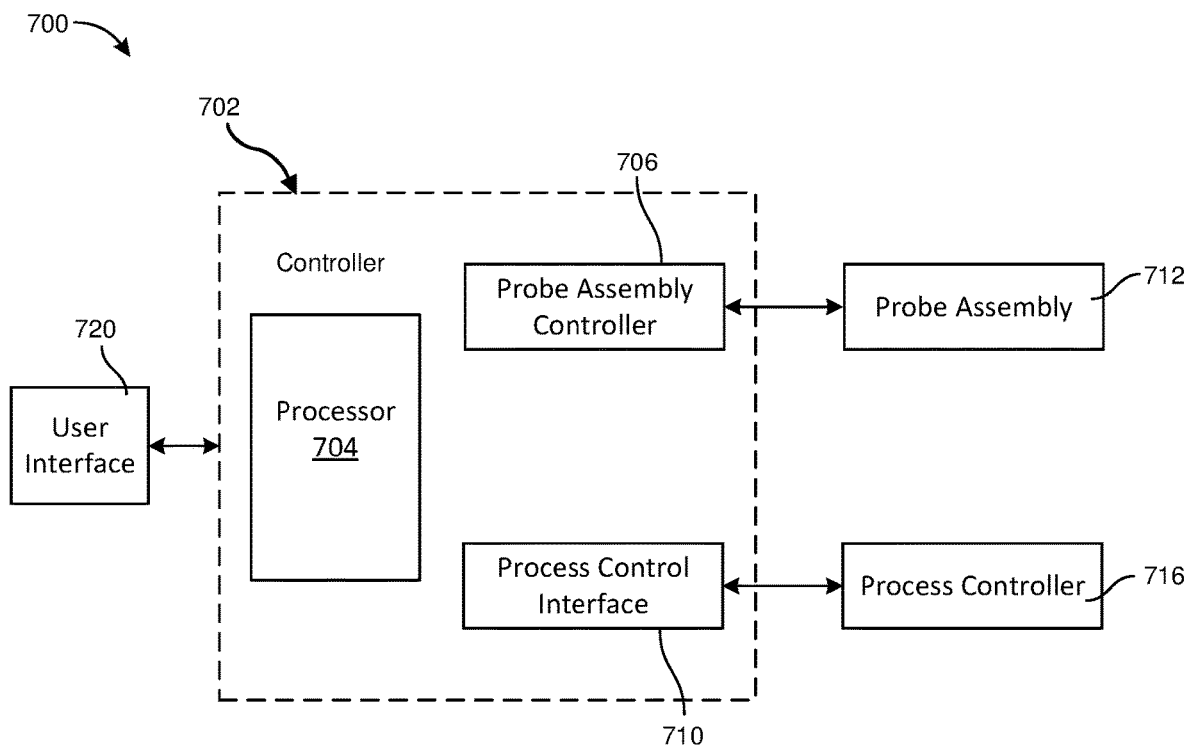 700
702
706
Controller
Probe Assembly
Controller
Probe Assembly
712
720
User
Interface
Processor
704
Process Control
Interface
Process Controller
716
710